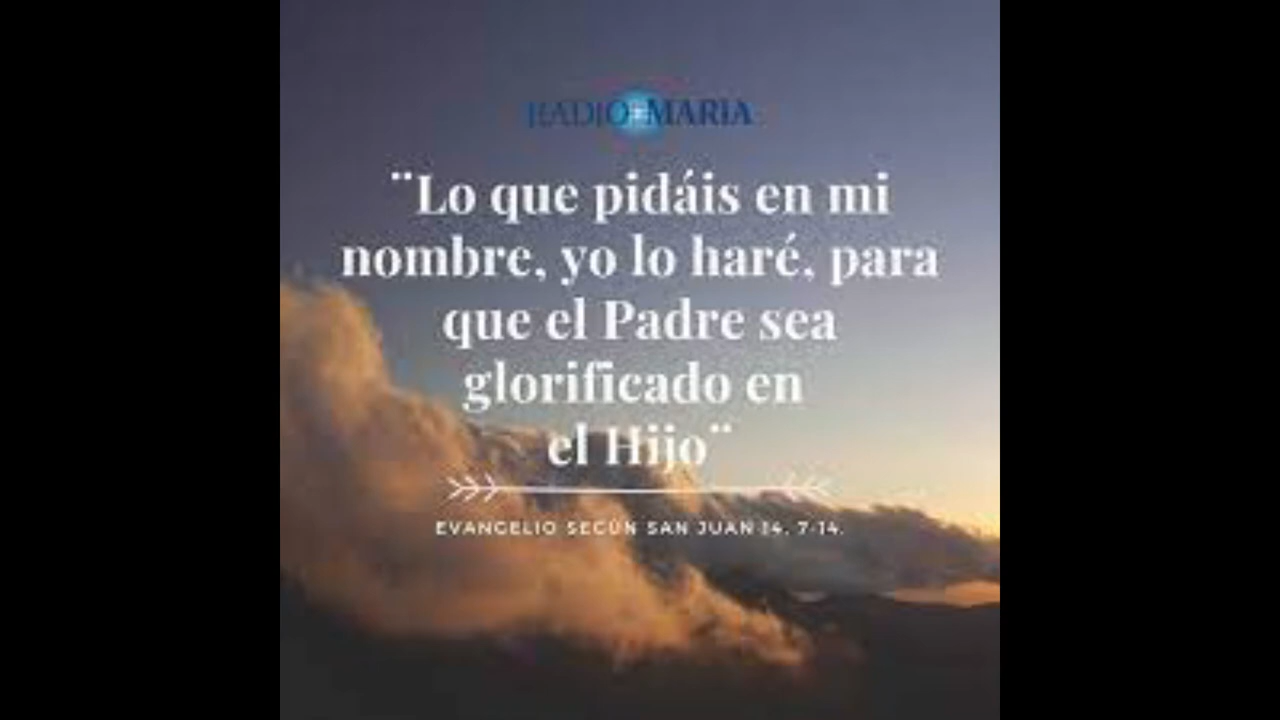 RADIO MARIA
¨Lo que pidáis en mi
nombre, yo lo haré, para
que el Padre sea
glorificado en
el Hijo¨
EVANGELIO SEGÚN SAN JUAN 14, 7-14.